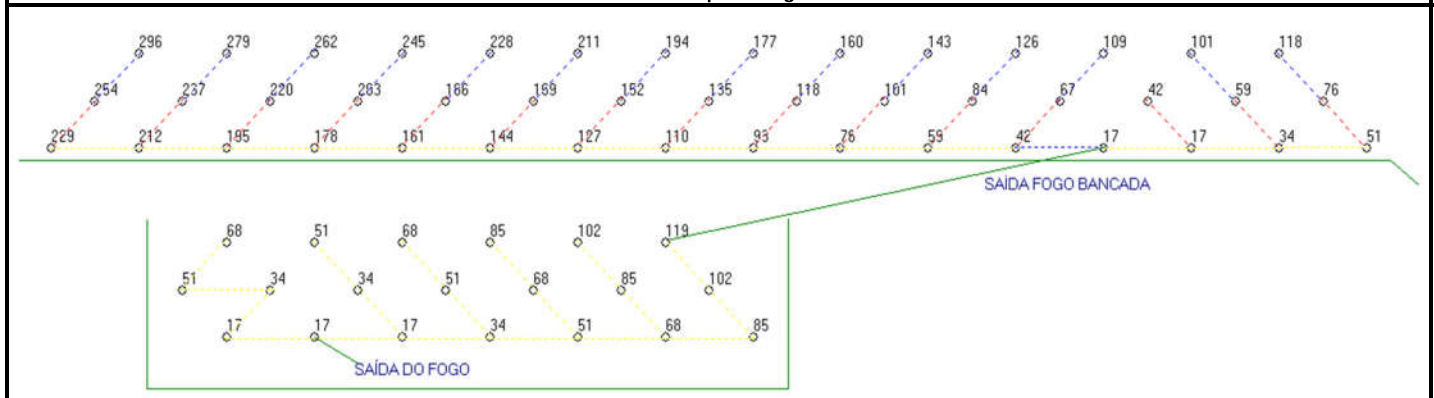 296 279 262 245 228 211 194 177 160 143 126 109 101 118
254 237 220 203 186 169 152 135 118 101 84 67 42 59 76
229 212 195 178 161 144 127 110 93 76 59 42 17 17 34 51
SAÍDA FOGO BANCADA
68 51 68 85 102 119
51 34 34 51 68 85 102
17 17 17 34 51 68 85
SAÍDA DO FOGO